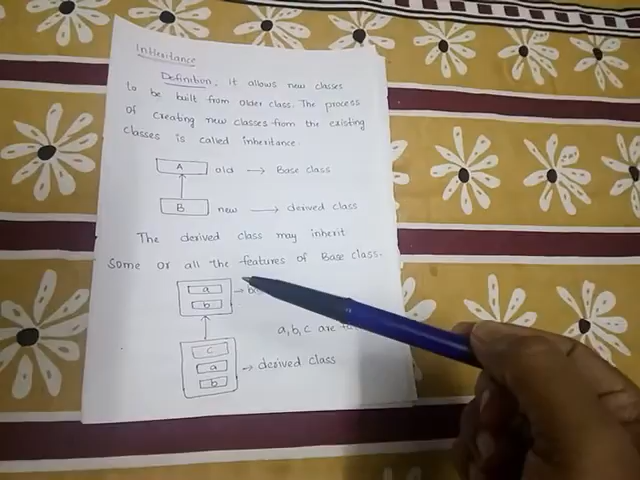 Inheritance
Definition: It allows new classes
to be built from older class. The process
of creating new classes from the existing
classes is called inheritance.
A old → Base class
B new → derived class
The derived class may inherit
some or all the features of Base class.
a →
b
a, b, c are
c
a → derived class
b